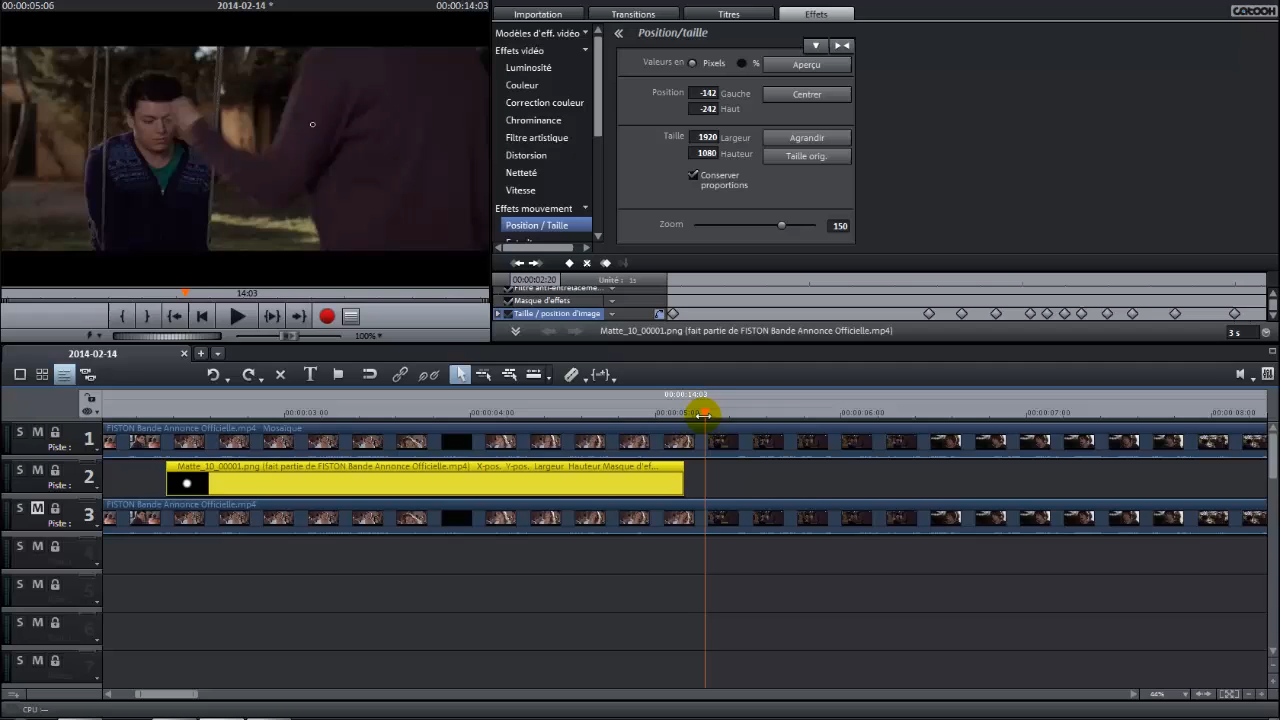 00:00:05:06
2014-02-14 *
00:00:14:03
Importation
Transitions
Titres
Effets
CATOOH
Modèles d'eff. vidéo
Effets vidéo
Luminosité
Couleur
Correction couleur
Chrominance
Filtre artistique
Distorsion
Netteté
Vitesse
Effets mouvement
Position / Taille
Position/taille
Valeurs en
Pixels
%
Aperçu
Position
-142
Gauche
Centrer
-242
Haut
Taille
1920
Largeur
Agrandir
1080
Hauteur
Taille orig.
Conserver
proportions
Zoom
150
14:03
100%
00:00:02:20
Unité : 1s
Filtre anti-entrelaceme
Masque d'effets
Taille / position d'image
Matte_10_00001.png (fait partie de FISTON Bande Annonce Officielle.mp4)
3 s
2014-02-14
00:00:14:03
00:00:03:00
00:00:04:00
00:00:05:00
00:00:06:00
00:00:07:00
00:00:08:00
S M 1
Piste :
FISTON Bande Annonce Officielle.mp4 Mosaïque
S M 2
Piste :
Matte_10_00001.png (fait partie de FISTON Bande Annonce Officielle.mp4) X-pos. Y-pos. Largeur Hauteur Masque d'ef...
S M 3
Piste :
FISTON Bande Annonce Officielle.mp4
S M 4
Piste :
S M 5
Piste :
S M 6
Piste :
S M 7
Piste :
44%
CPU: —